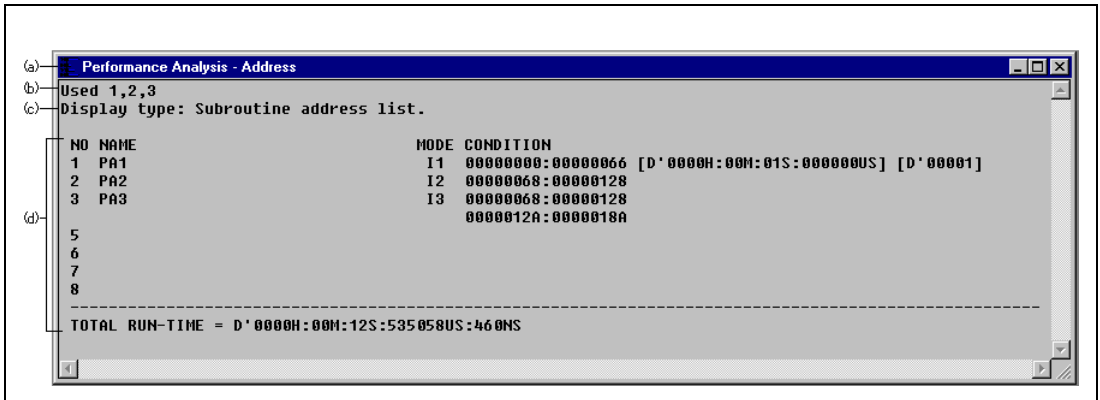 (a) Performance Analysis - Address
(b) Used 1,2,3
(c) Display type: Subroutine address list.
NO NAME MODE CONDITION
1 PA1 I1 00000000:00000066 [D'0000H:00M:01S:000000US] [D'00001]
2 PA2 I2 00000068:00000128
3 PA3 I3 00000068:00000128
0000012A:0000018A
(d)
5
6
7
8
TOTAL RUN-TIME = D'0000H:00M:12S:535058US:460NS